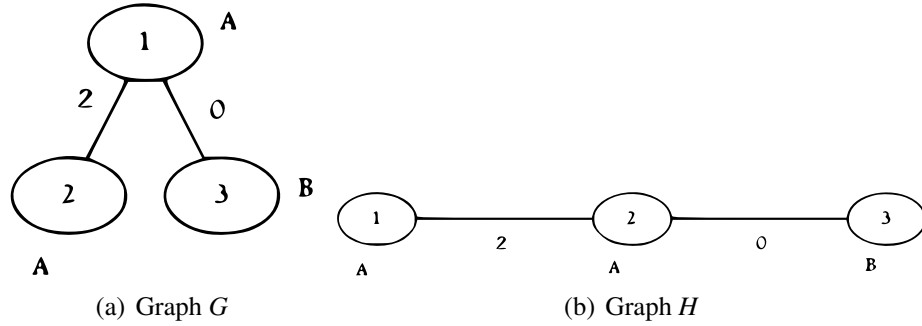 1 A
2 0
2 3 B
A
1 2 3
2 0
A A B
(a) Graph G
(b) Graph H